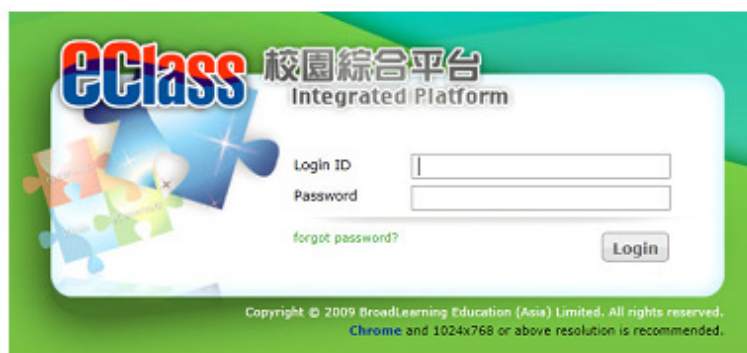 eClass 校園綜合平台
Integrated Platform
Login ID
Password
forgot password?
Login
Copyright © 2009 BroadLearning Education (Asia) Limited. All rights reserved.
Chrome and 1024x768 or above resolution is recommended.